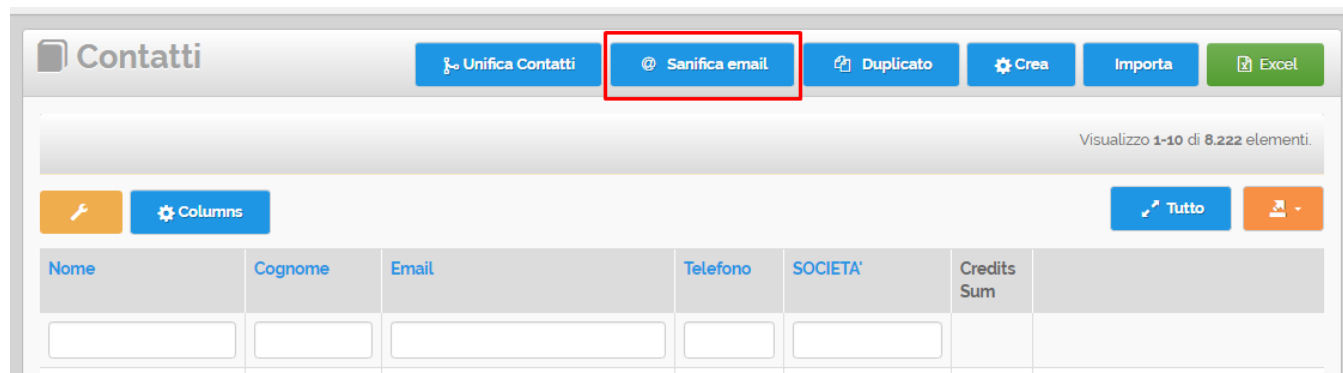 Contatti
Unifica Contatti
@ Sanifica email
Duplicato
Crea
Importa
Excel
Visualizzo 1-10 di 8.222 elementi.
Columns
Tutto
Nome
Cognome
Email
Telefono
SOCIETA'
Credits
Sum